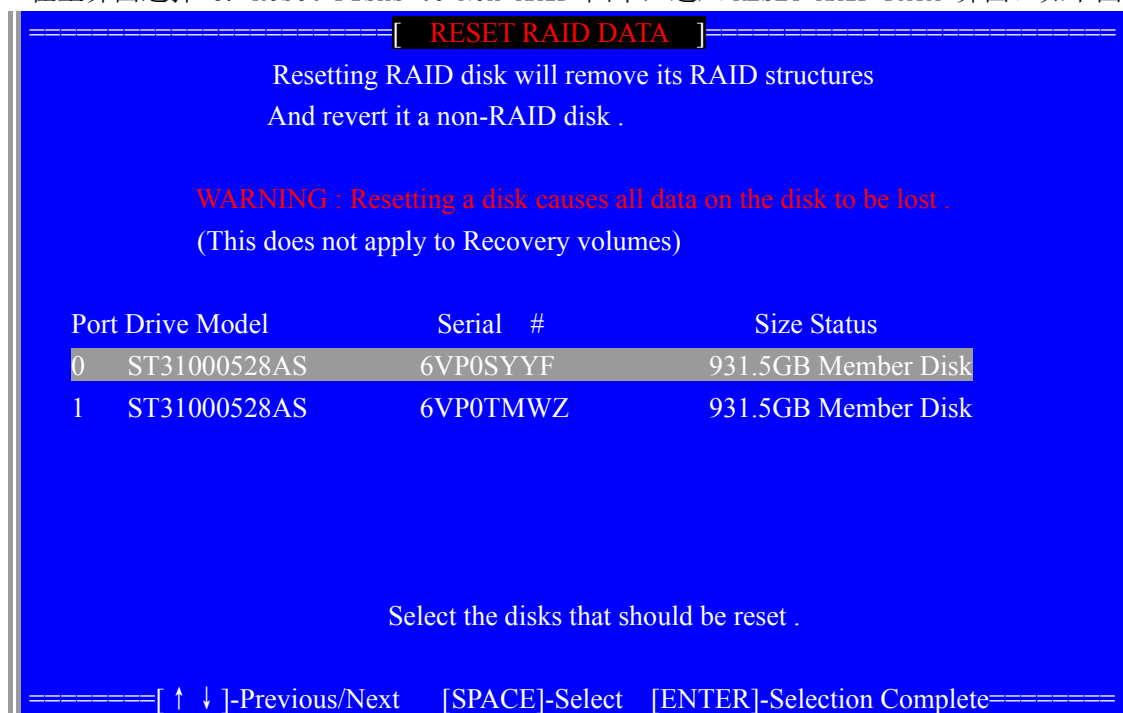 RESET RAID DATA
Resetting RAID disk will remove its RAID structures
And revert it a non-RAID disk .
WARNING : Resetting a disk causes all data on the disk to be lost .
(This does not apply to Recovery volumes)
Port Drive Model Serial # Size Status
0 ST31000528AS 6VP0SYYF 931.5GB Member Disk
1 ST31000528AS 6VP0TMWZ 931.5GB Member Disk
Select the disks that should be reset .
========[ ↑ ↓ ]-Previous/Next [SPACE]-Select [ENTER]-Selection Complete========